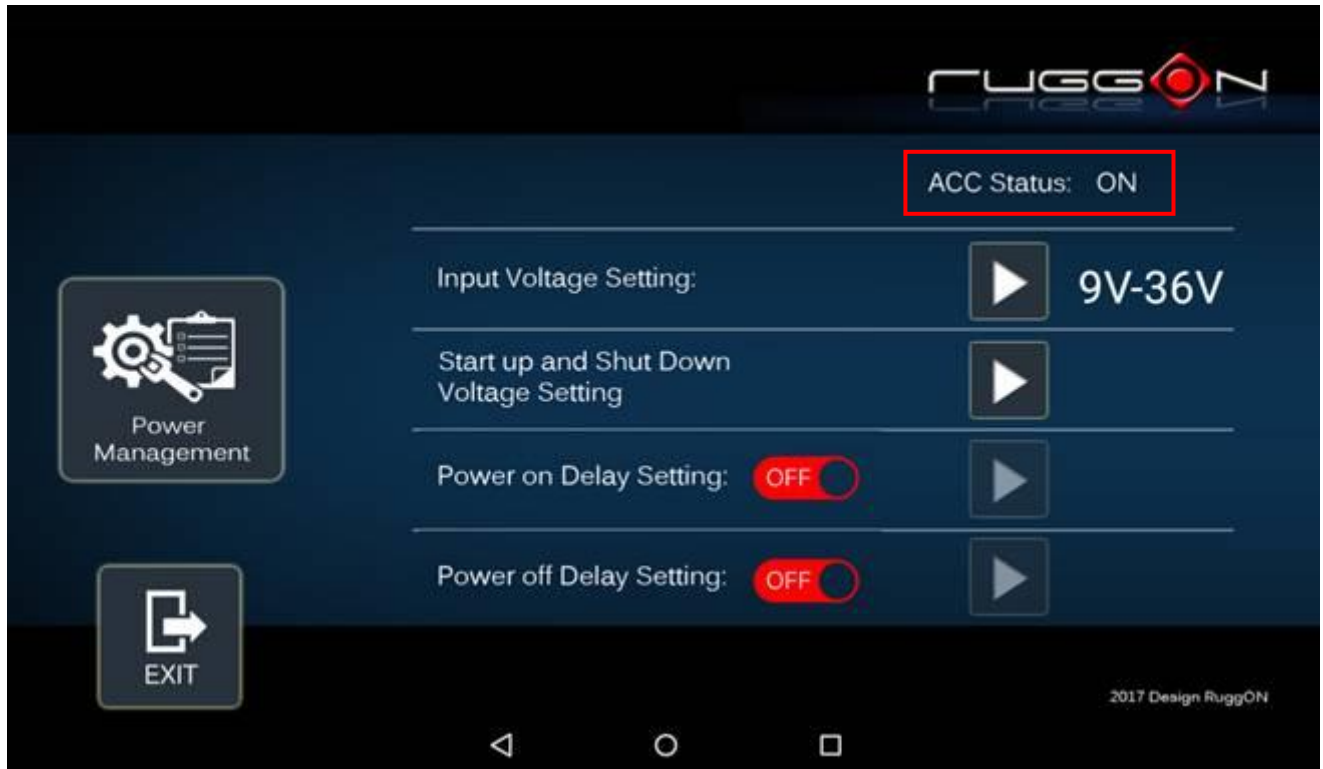 ruggON
ACC Status: ON
Input Voltage Setting:
9V-36V
Start up and Shut Down
Voltage Setting
Power
Management
Power on Delay Setting:
OFF
Power off Delay Setting:
OFF
EXIT
2017 Design RuggON